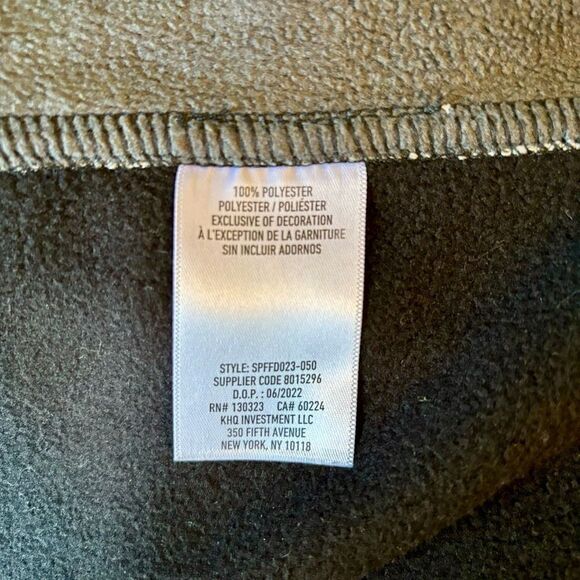 100% POLYESTER
POLYESTER / POLIÉSTER
EXCLUSIVE OF DECORATION
À L'EXCEPTION DE LA GARNITURE
SIN INCLUIR ADORNOS
STYLE: SPFFD023-050
SUPPLIER CODE 8015296
D.O.P. : 06/2022
RN# 130323 CA# 60224
KHQ INVESTMENT LLC
350 FIFTH AVENUE
NEW YORK, NY 10118